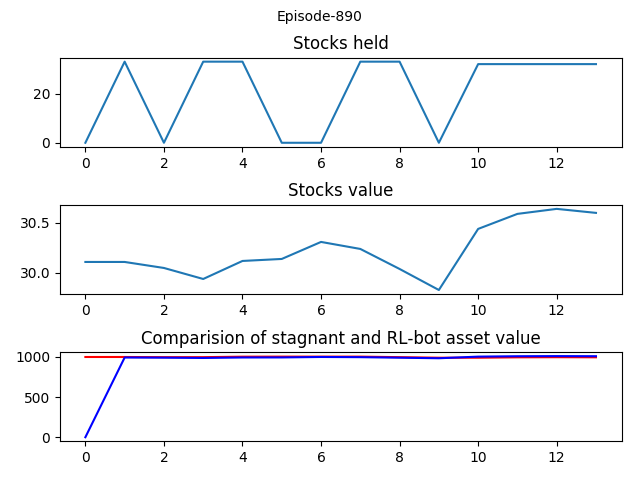 Episode-890
Stocks held
20
0
0 2 4 6 8 10 12
Stocks value
30.5
30.0
0 2 4 6 8 10 12
Comparision of stagnant and RL-bot asset value
1000
500
0
0 2 4 6 8 10 12